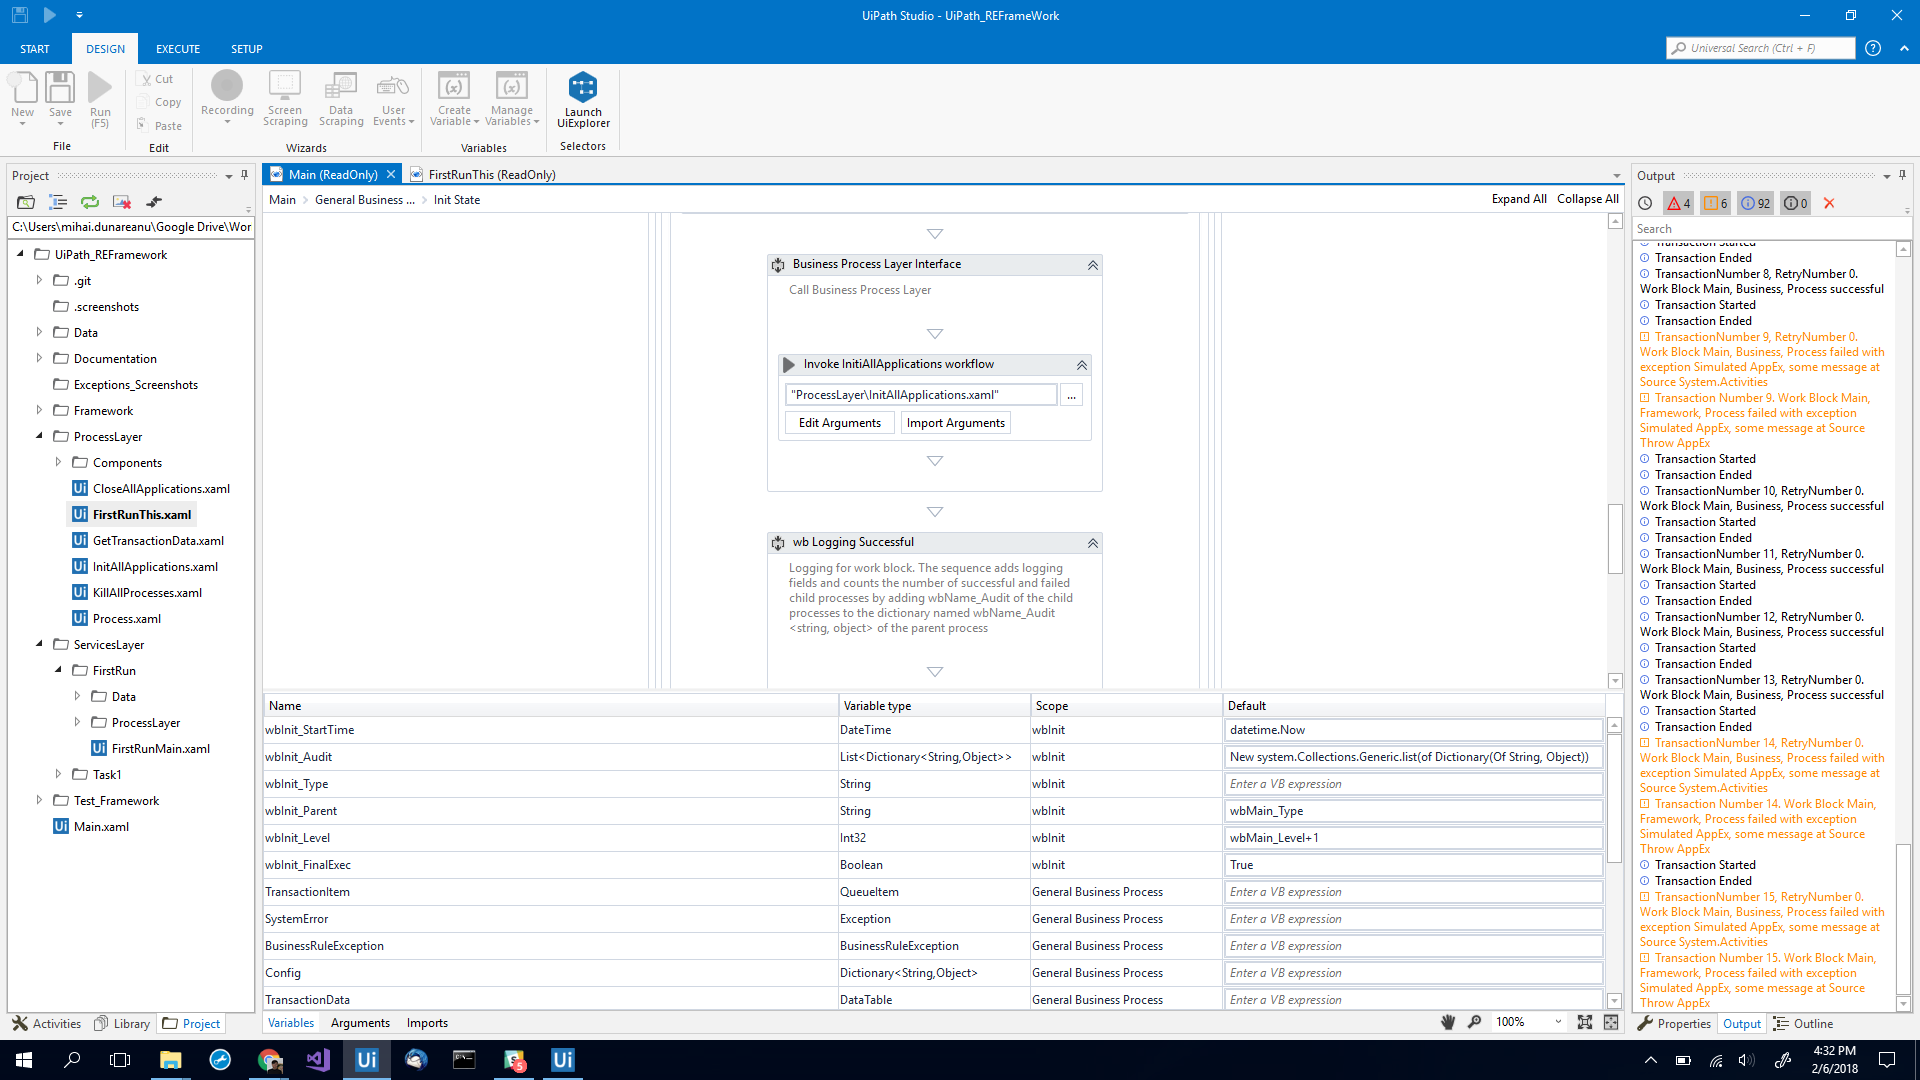 UiPath Studio - UiPath_REFrameWork
START
DESIGN
EXECUTE
SETUP
Universal Search (Ctrl + F)
New
Save
Run
(F5)
File
Cut
Copy
Paste
Edit
Recording
Screen
Scraping
Data
Scraping
User
Events
Wizards
Create
Variable
Manage
Variables
Variables
Launch
UiExplorer
Selectors
Project
C:\Users\mihai.dunareanu\Google Drive\Wor
UiPath_REFramework
.git
.screenshots
Data
Documentation
Exceptions_Screenshots
Framework
ProcessLayer
Components
CloseAllApplications.xaml
FirstRunThis.xaml
GetTransactionData.xaml
InitAllApplications.xaml
KillAllProcesses.xaml
Process.xaml
ServicesLayer
FirstRun
Data
ProcessLayer
FirstRunMain.xaml
Task1
Test_Framework
Main.xaml
Activities
Library
Project
Main (ReadOnly)
FirstRunThis (ReadOnly)
Main > General Business ... > Init State
Expand All
Collapse All
Business Process Layer Interface
Call Business Process Layer
Invoke InitiAllApplications workflow
"ProcessLayer\InitAllApplications.xaml"
...
Edit Arguments
Import Arguments
wb Logging Successful
Logging for work block. The sequence adds logging
fields and counts the number of successful and failed
child processes by adding wbName_Audit of the child
processes to the dictionary named wbName_Audit
<string, object> of the parent process
Name Variable type Scope Default
wbInit_StartTime DateTime wbInit datetime.Now
wbInit_Audit List<Dictionary<String,Object>> wbInit New system.Collections.Generic.list(of Dictionary(Of String, Object))
wbInit_Type String wbInit Enter a VB expression
wbInit_Parent String wbInit wbMain_Type
wbInit_Level Int32 wbInit wbMain_Level+1
wbInit_FinalExec Boolean wbInit True
TransactionItem QueueItem General Business Process Enter a VB expression
SystemError Exception General Business Process Enter a VB expression
BusinessRuleException BusinessRuleException General Business Process Enter a VB expression
Config Dictionary<String,Object> General Business Process Enter a VB expression
TransactionData DataTable General Business Process Enter a VB expression
Variables
Arguments
Imports
100%
Output
4
6
92
0
Search
Transaction Started
Transaction Ended
TransactionNumber 8, RetryNumber 0.
Work Block Main, Business, Process successful
Transaction Started
Transaction Ended
TransactionNumber 9, RetryNumber 0.
Work Block Main, Business, Process failed with
exception Simulated AppEx, some message at
Source System.Activities
Transaction Number 9. Work Block Main,
Framework, Process failed with exception
Simulated AppEx, some message at Source
Throw AppEx
Transaction Started
Transaction Ended
TransactionNumber 10, RetryNumber 0.
Work Block Main, Business, Process successful
Transaction Started
Transaction Ended
TransactionNumber 11, RetryNumber 0.
Work Block Main, Business, Process successful
Transaction Started
Transaction Ended
TransactionNumber 12, RetryNumber 0.
Work Block Main, Business, Process successful
Transaction Started
Transaction Ended
TransactionNumber 13, RetryNumber 0.
Work Block Main, Business, Process successful
Transaction Started
Transaction Ended
TransactionNumber 14, RetryNumber 0.
Work Block Main, Business, Process failed with
exception Simulated AppEx, some message at
Source System.Activities
Transaction Number 14. Work Block Main,
Framework, Process failed with exception
Simulated AppEx, some message at Source
Throw AppEx
Transaction Started
Transaction Ended
TransactionNumber 15, RetryNumber 0.
Work Block Main, Business, Process failed with
exception Simulated AppEx, some message at
Source System.Activities
Transaction Number 15. Work Block Main,
Framework, Process failed with exception
Simulated AppEx, some message at Source
Throw AppEx
Properties
Output
Outline
Ui
5
Ui
4:32 PM
2/6/2018